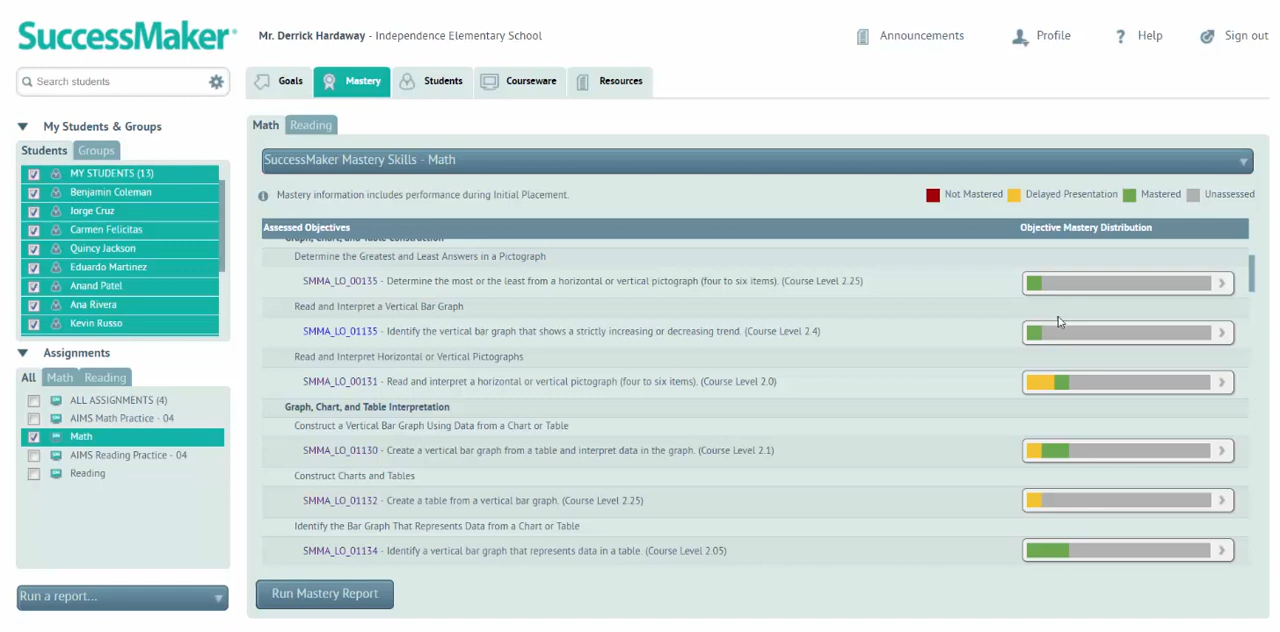 SuccessMaker®
Mr. Derrick Hardaway - Independence Elementary School
Announcements
Profile
? Help
Sign out
Search students
Goals
Mastery
Students
Courseware
Resources
My Students & Groups
Students
Groups
MY STUDENTS (13)
Benjamin Coleman
Jorge Cruz
Carmen Felicitas
Quincy Jackson
Eduardo Martinez
Anand Patel
Ana Rivera
Kevin Russo
Assignments
All
Math
Reading
ALL ASSIGNMENTS (4)
AIMS Math Practice - 04
Math
AIMS Reading Practice - 04
Reading
Run a report...
Math
Reading
SuccessMaker Mastery Skills - Math
Mastery information includes performance during Initial Placement.
Not Mastered
Delayed Presentation
Mastered
Unassessed
Assessed Objectives
Objective Mastery Distribution
Graph, Chart, and Table Construction
Determine the Greatest and Least Answers in a Pictograph
SMMA_LO_00135 - Determine the most or the least from a horizontal or vertical pictograph (four to six items). (Course Level 2.25)
Read and Interpret a Vertical Bar Graph
SMMA_LO_01135 - Identify the vertical bar graph that shows a strictly increasing or decreasing trend. (Course Level 2.4)
Read and Interpret Horizontal or Vertical Pictographs
SMMA_LO_00131 - Read and interpret a horizontal or vertical pictograph (four to six items). (Course Level 2.0)
Graph, Chart, and Table Interpretation
Construct a Vertical Bar Graph Using Data from a Chart or Table
SMMA_LO_01130 - Create a vertical bar graph from a table and interpret data in the graph. (Course Level 2.1)
Construct Charts and Tables
SMMA_LO_01132 - Create a table from a vertical bar graph. (Course Level 2.25)
Identify the Bar Graph That Represents Data from a Chart or Table
SMMA_LO_01134 - Identify a vertical bar graph that represents data in a table. (Course Level 2.05)
Run Mastery Report